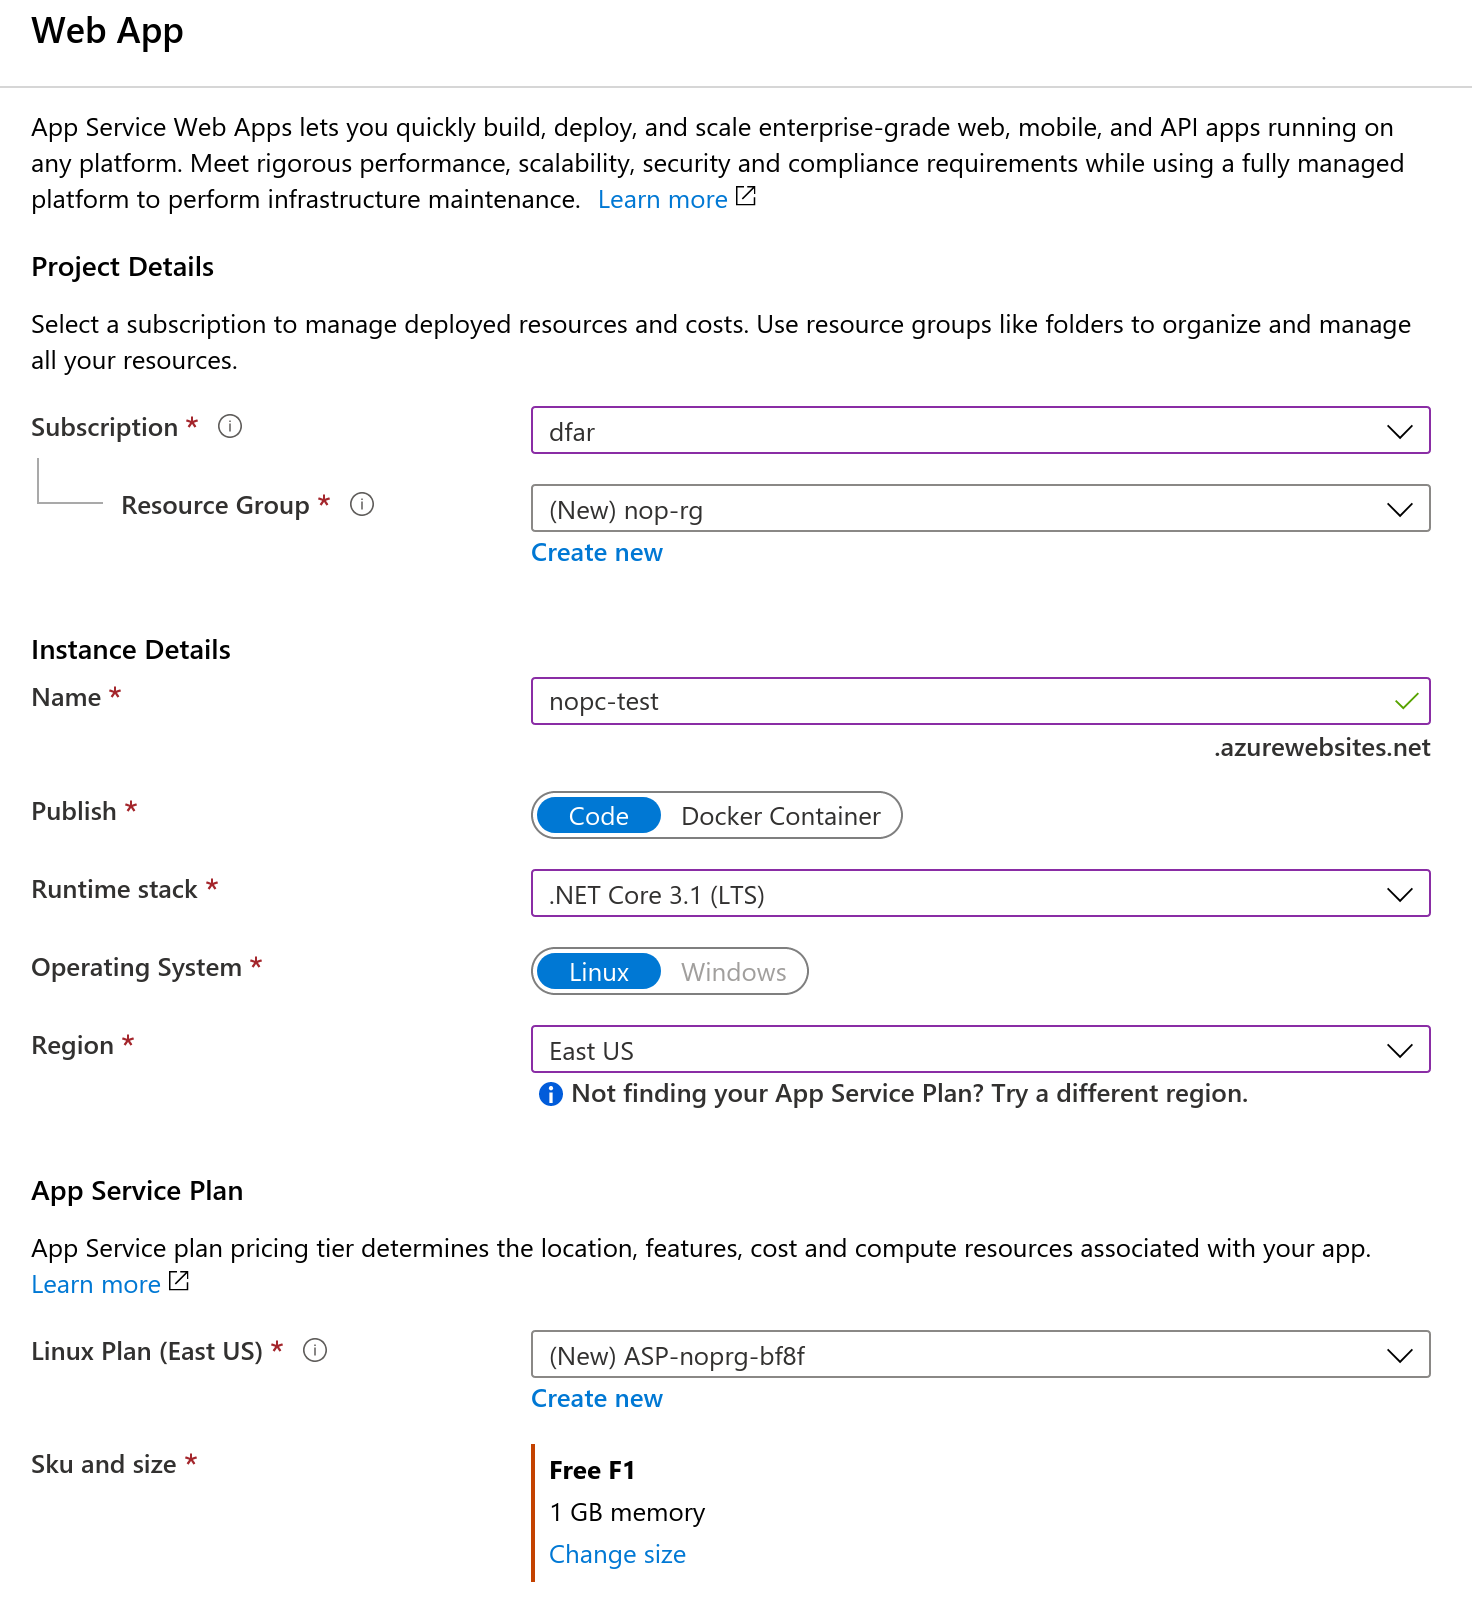 Web App
App Service Web Apps lets you quickly build, deploy, and scale enterprise-grade web, mobile, and API apps running on
any platform. Meet rigorous performance, scalability, security and compliance requirements while using a fully managed
platform to perform infrastructure maintenance. Learn more
Project Details
Select a subscription to manage deployed resources and costs. Use resource groups like folders to organize and manage
all your resources.
Subscription * dfar
Resource Group * (New) nop-rg
Create new
Instance Details
Name * nopc-test
.azurewebsites.net
Publish * Code Docker Container
Runtime stack * .NET Core 3.1 (LTS)
Operating System * Linux Windows
Region * East US
Not finding your App Service Plan? Try a different region.
App Service Plan
App Service plan pricing tier determines the location, features, cost and compute resources associated with your app.
Learn more
Linux Plan (East US) * (New) ASP-noprg-bf8f
Create new
Sku and size * Free F1
1 GB memory
Change size